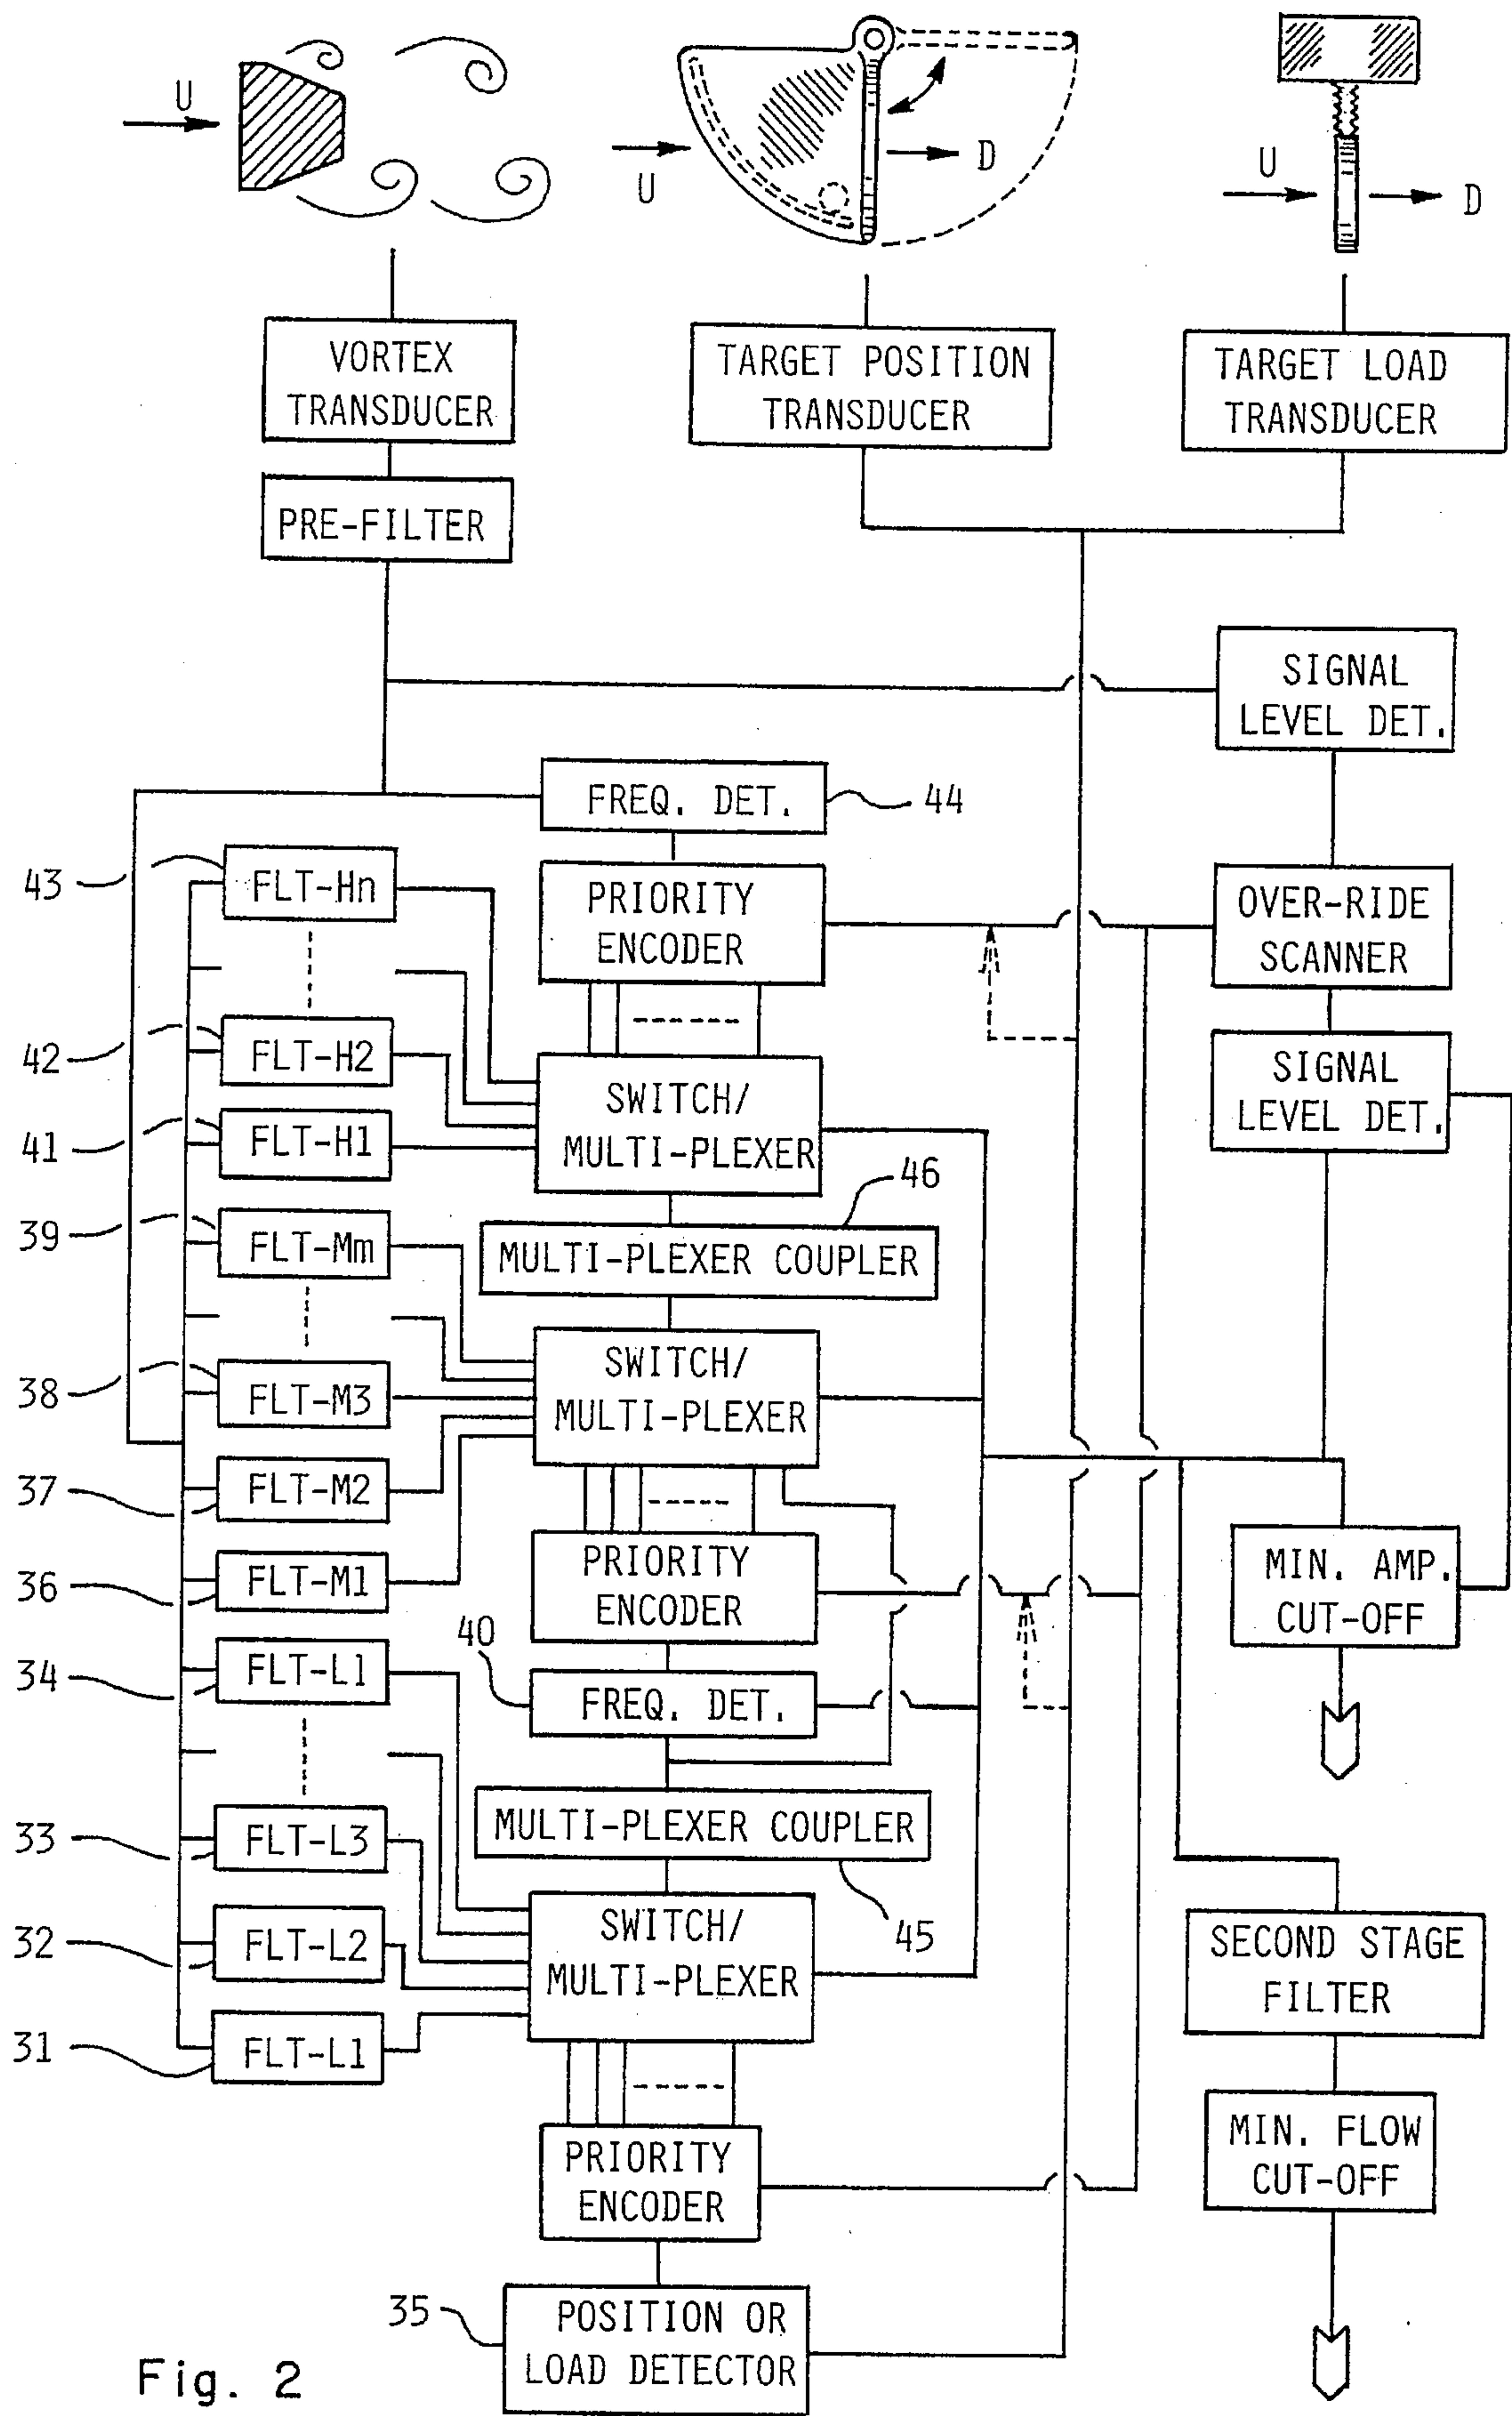 U
U
D
U
D
VORTEX
TRANSDUCER
TARGET POSITION
TRANSDUCER
TARGET LOAD
TRANSDUCER
PRE-FILTER
SIGNAL
LEVEL DET.
FREQ. DET.
44
43
FLT-Hn
PRIORITY
ENCODER
OVER-RIDE
SCANNER
42
FLT-H2
SWITCH/
MULTI-PLEXER
SIGNAL
LEVEL DET.
41
FLT-H1
46
39
FLT-Mm
MULTI-PLEXER COUPLER
38
FLT-M3
SWITCH/
MULTI-PLEXER
37
FLT-M2
36
FLT-M1
PRIORITY
ENCODER
MIN. AMP.
CUT-OFF
40
34
FLT-L1
FREQ. DET.
33
FLT-L3
MULTI-PLEXER COUPLER
45
32
FLT-L2
SWITCH/
MULTI-PLEXER
SECOND STAGE
FILTER
31
FLT-L1
PRIORITY
ENCODER
MIN. FLOW
CUT-OFF
35
POSITION OR
LOAD DETECTOR
Fig. 2